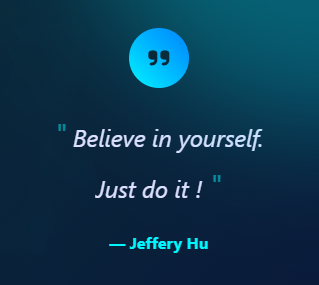 "
" Believe in yourself.
Just do it ! "
— Jeffery Hu